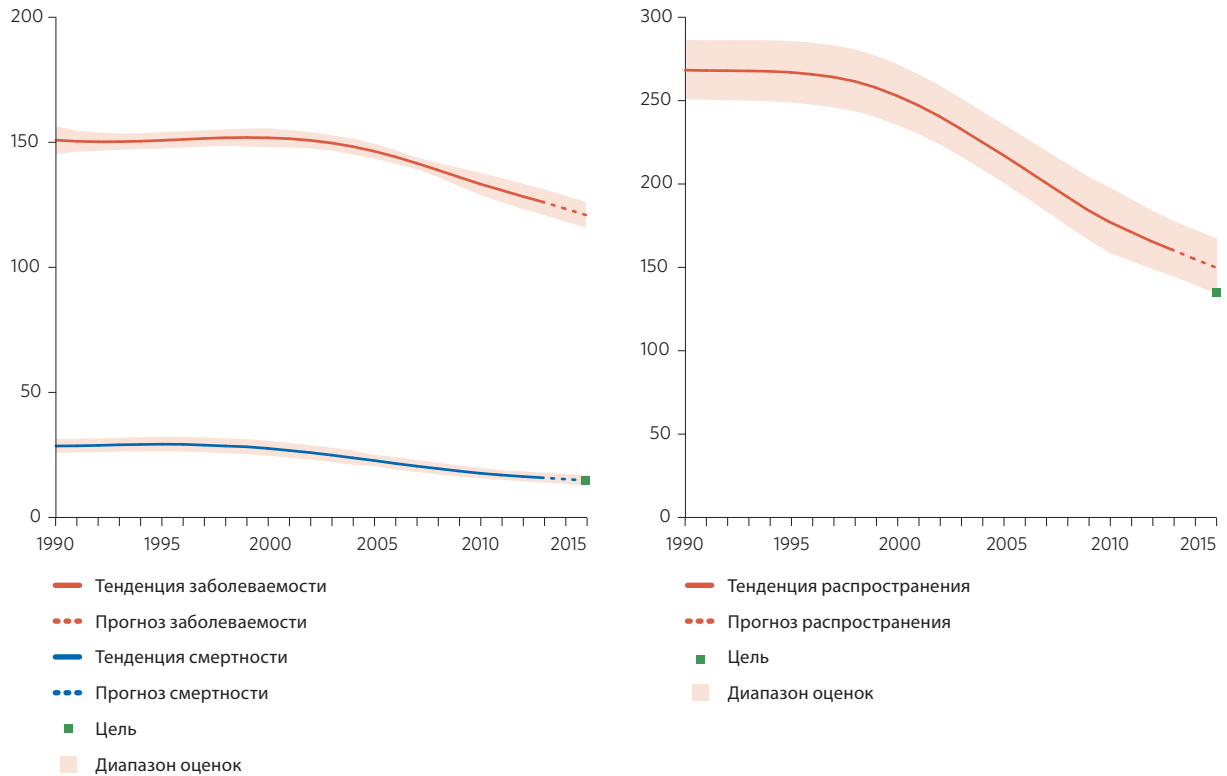 200
150
100
50
0
1990 1995 2000 2005 2010 2015
Тенденция заболеваемости
Прогноз заболеваемости
Тенденция смертности
Прогноз смертности
Цель
Диапазон оценок
300
250
200
150
100
50
0
1990 1995 2000 2005 2010 2015
Тенденция распространения
Прогноз распространения
Цель
Диапазон оценок